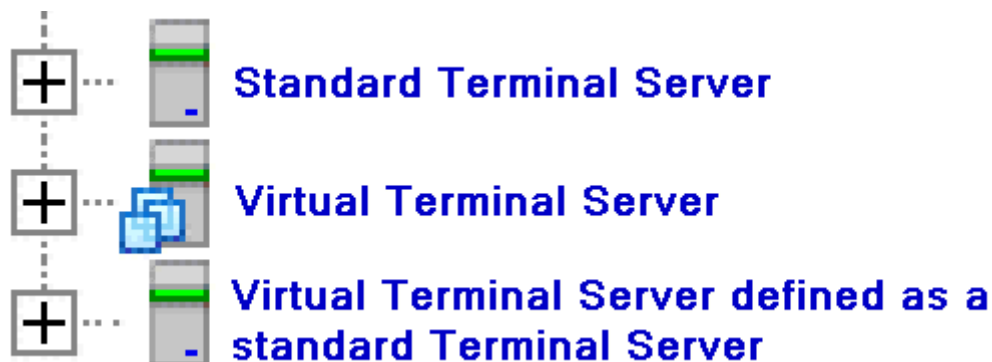 Standard Terminal Server
Virtual Terminal Server
Virtual Terminal Server defined as a
standard Terminal Server